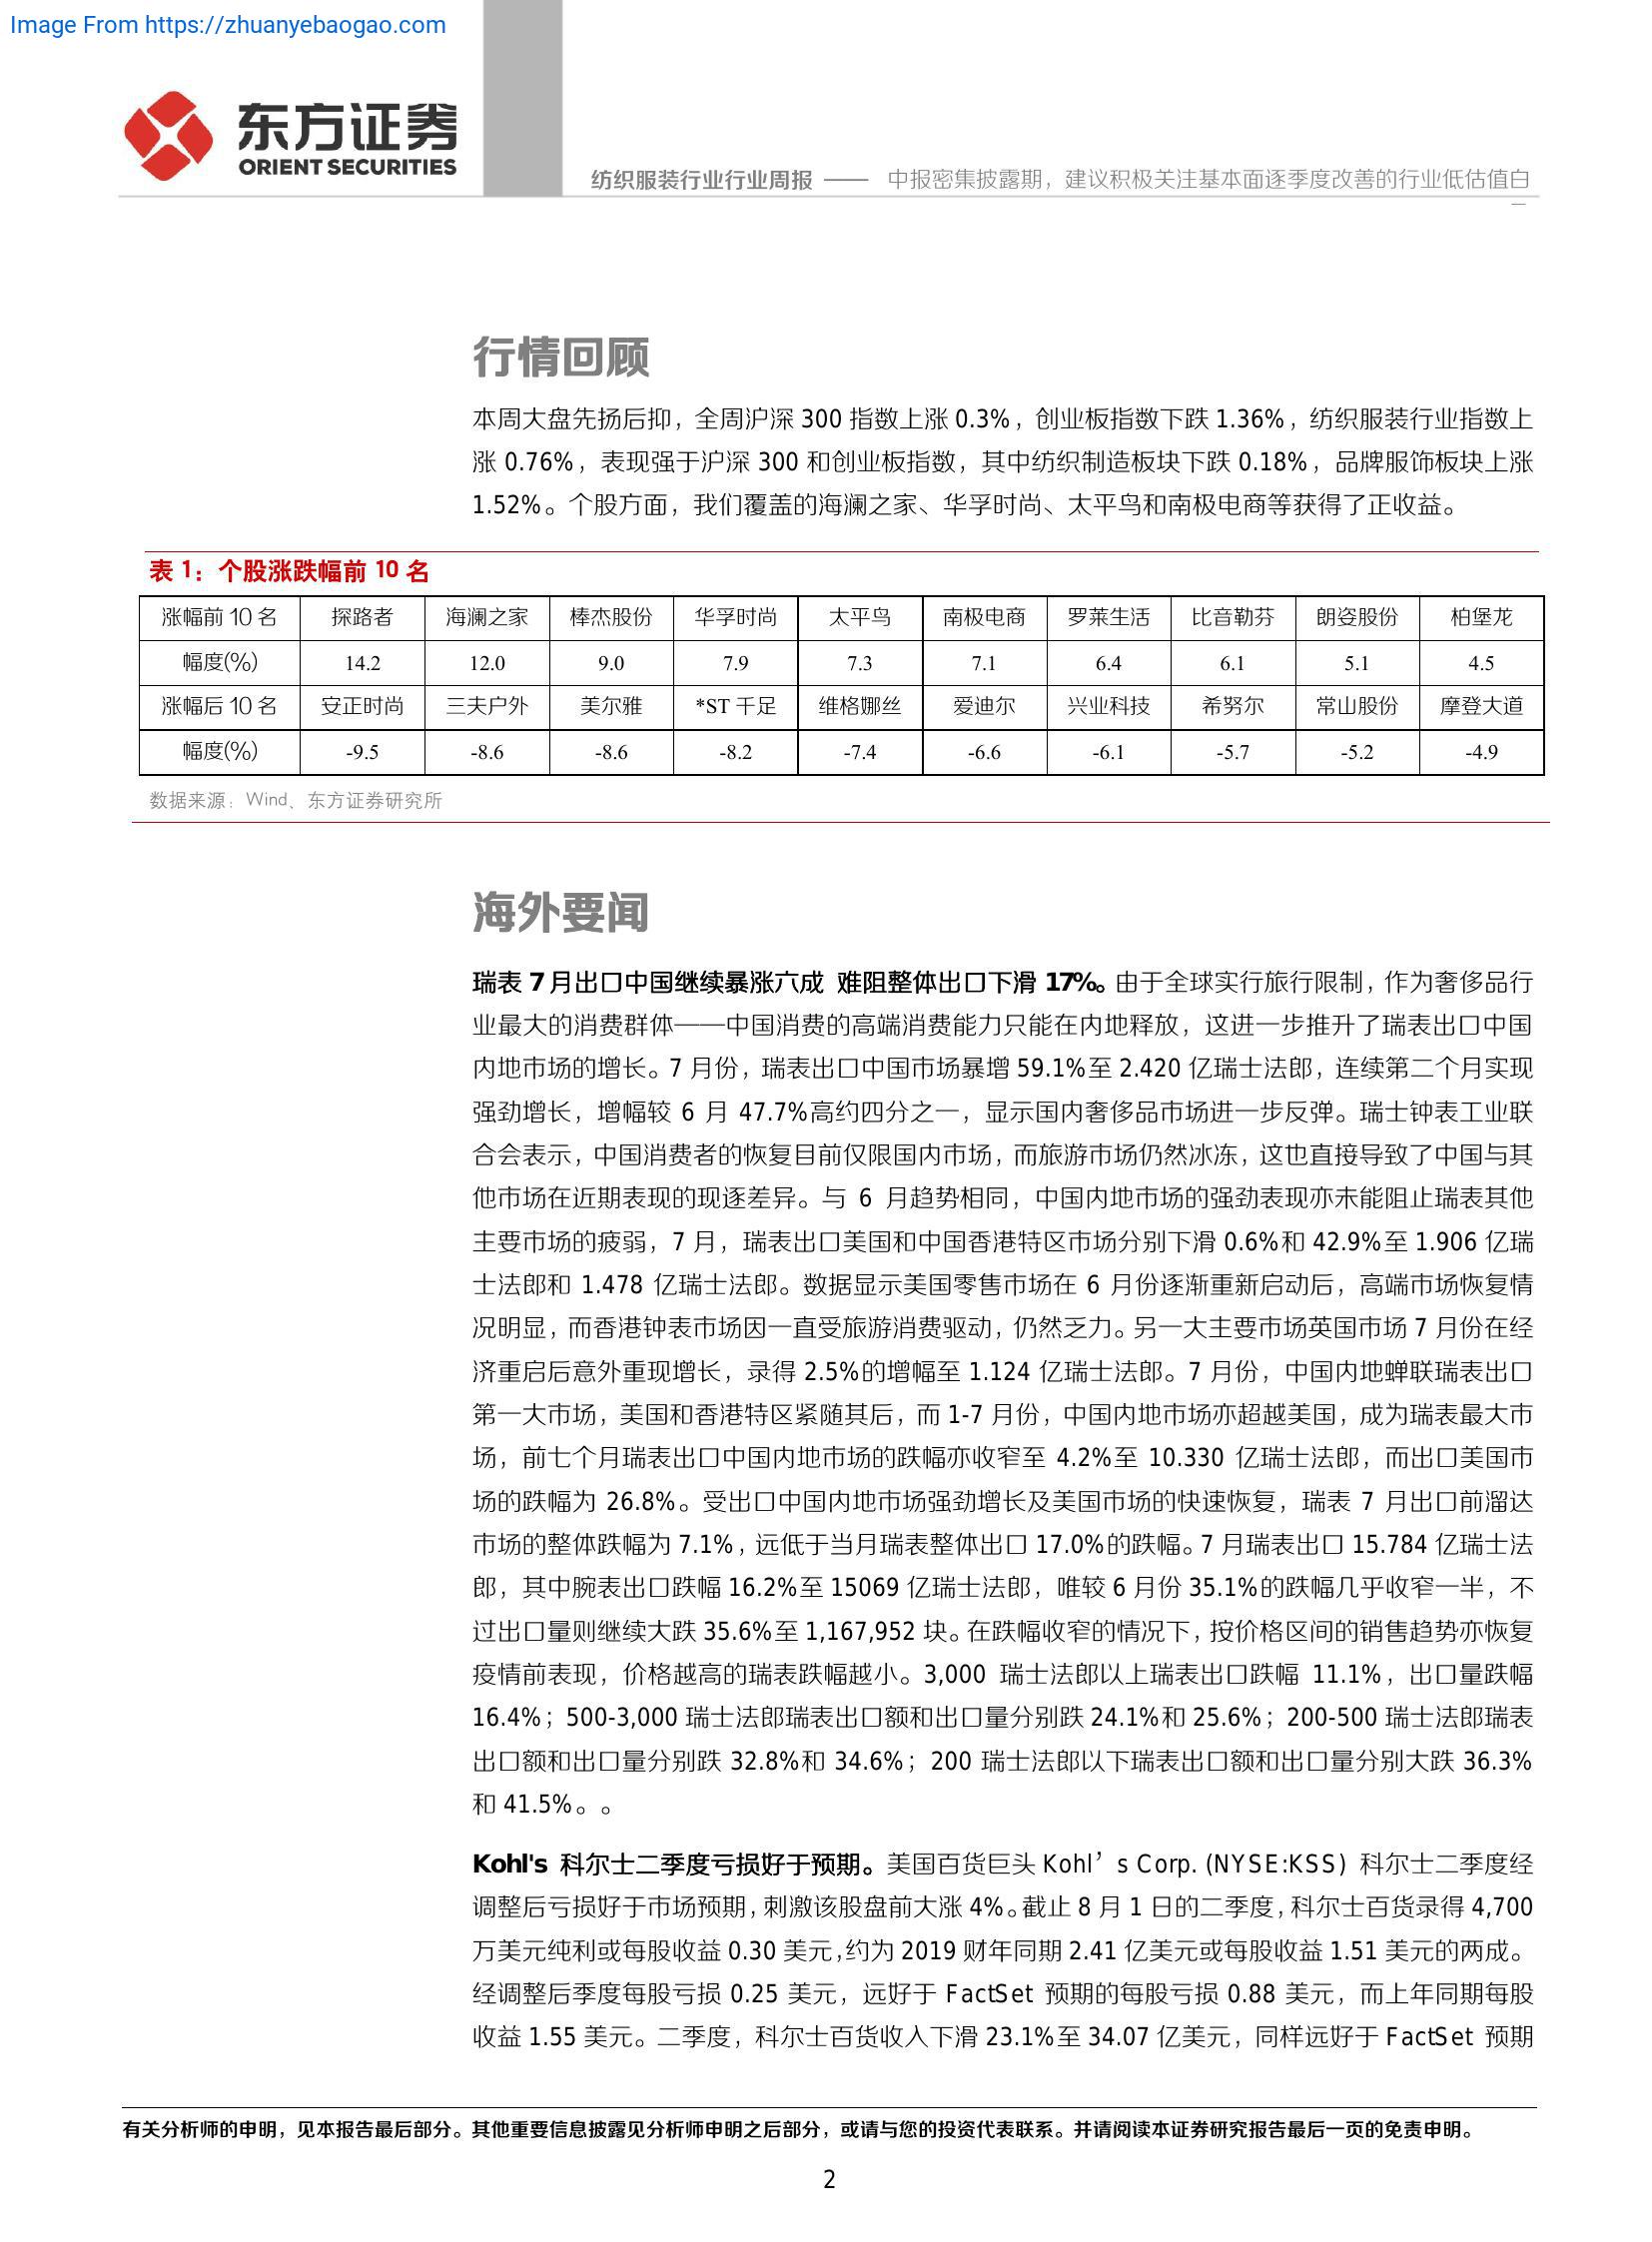 Image From https://zhuanyebaogao.com
东方证券
ORIENT SECURITIES
纺织服装行业行业周报 —— 中报密集披露期，建议积极关注基本面逐季度改善的行业低估值白
行情回顾
本周大盘先扬后抑，全周沪深 300 指数上涨 0.3%，创业板指数下跌 1.36%，纺织服装行业指数上
涨 0.76%，表现强于沪深 300 和创业板指数，其中纺织制造板块下跌 0.18%，品牌服饰板块上涨
1.52%。个股方面，我们覆盖的海澜之家、华孚时尚、太平鸟和南极电商等获得了正收益。
表 1：个股涨跌幅前 10 名
涨幅前 10 名 探路者 海澜之家 棒杰股份 华孚时尚 太平鸟 南极电商 罗莱生活 比音勒芬 朗姿股份 柏堡龙
幅度(%) 14.2 12.0 9.0 7.9 7.3 7.1 6.4 6.1 5.1 4.5
涨幅后 10 名 安正时尚 三夫户外 美尔雅 *ST 千足 维格娜丝 爱迪尔 兴业科技 希努尔 常山股份 摩登大道
幅度(%) -9.5 -8.6 -8.6 -8.2 -7.4 -6.6 -6.1 -5.7 -5.2 -4.9
数据来源：Wind、东方证券研究所
海外要闻
瑞表 7 月出口中国继续暴涨六成 难阻整体出口下滑 17%。由于全球实行旅行限制，作为奢侈品行
业最大的消费群体——中国消费的高端消费能力只能在内地释放，这进一步推升了瑞表出口中国
内地市场的增长。7 月份，瑞表出口中国市场暴增 59.1%至 2.420 亿瑞士法郎，连续第二个月实现
强劲增长，增幅较 6 月 47.7%高约四分之一，显示国内奢侈品市场进一步反弹。瑞士钟表工业联
合会表示，中国消费者的恢复目前仅限国内市场，而旅游市场仍然冰冻，这也直接导致了中国与其
他市场在近期表现的现逐差异。与 6 月趋势相同，中国内地市场的强劲表现亦未能阻止瑞表其他
主要市场的疲弱，7 月，瑞表出口美国和中国香港特区市场分别下滑 0.6%和 42.9%至 1.906 亿瑞
士法郎和 1.478 亿瑞士法郎。数据显示美国零售市场在 6 月份逐渐重新启动后，高端市场恢复情
况明显，而香港钟表市场因一直受旅游消费驱动，仍然乏力。另一大主要市场英国市场 7 月份在经
济重启后意外重现增长，录得 2.5%的增幅至 1.124 亿瑞士法郎。7 月份，中国内地蝉联瑞表出口
第一大市场，美国和香港特区紧随其后，而 1-7 月份，中国内地市场亦超越美国，成为瑞表最大市
场，前七个月瑞表出口中国内地市场的跌幅亦收窄至 4.2%至 10.330 亿瑞士法郎，而出口美国市
场的跌幅为 26.8%。受出口中国内地市场强劲增长及美国市场的快速恢复，瑞表 7 月出口前溜达
市场的整体跌幅为 7.1%，远低于当月瑞表整体出口 17.0%的跌幅。7 月瑞表出口 15.784 亿瑞士法
郎，其中腕表出口跌幅 16.2%至 15069 亿瑞士法郎，唯较 6 月份 35.1%的跌幅几乎收窄一半，不
过出口量则继续大跌 35.6%至 1,167,952 块。在跌幅收窄的情况下，按价格区间的销售趋势亦恢复
疫情前表现，价格越高的瑞表跌幅越小。3,000 瑞士法郎以上瑞表出口跌幅 11.1%，出口量跌幅
16.4%；500-3,000 瑞士法郎瑞表出口额和出口量分别跌 24.1%和 25.6%；200-500 瑞士法郎瑞表
出口额和出口量分别跌 32.8%和 34.6%；200 瑞士法郎以下瑞表出口额和出口量分别大跌 36.3%
和 41.5%。。
Kohl's 科尔士二季度亏损好于预期。美国百货巨头 Kohl’s Corp. (NYSE:KSS) 科尔士二季度经
调整后亏损好于市场预期，刺激该股盘前大涨 4%。截止 8 月 1 日的二季度，科尔士百货录得 4,700
万美元纯利或每股收益 0.30 美元，约为 2019 财年同期 2.41 亿美元或每股收益 1.51 美元的两成。
经调整后季度每股亏损 0.25 美元，远好于 FactSet 预期的每股亏损 0.88 美元，而上年同期每股
收益 1.55 美元。二季度，科尔士百货收入下滑 23.1%至 34.07 亿美元，同样远好于 FactSet 预期
有关分析师的申明，见本报告最后部分。其他重要信息披露见分析师申明之后部分，或请与您的投资代表联系。并请阅读本证券研究报告最后一页的免责申明。
2